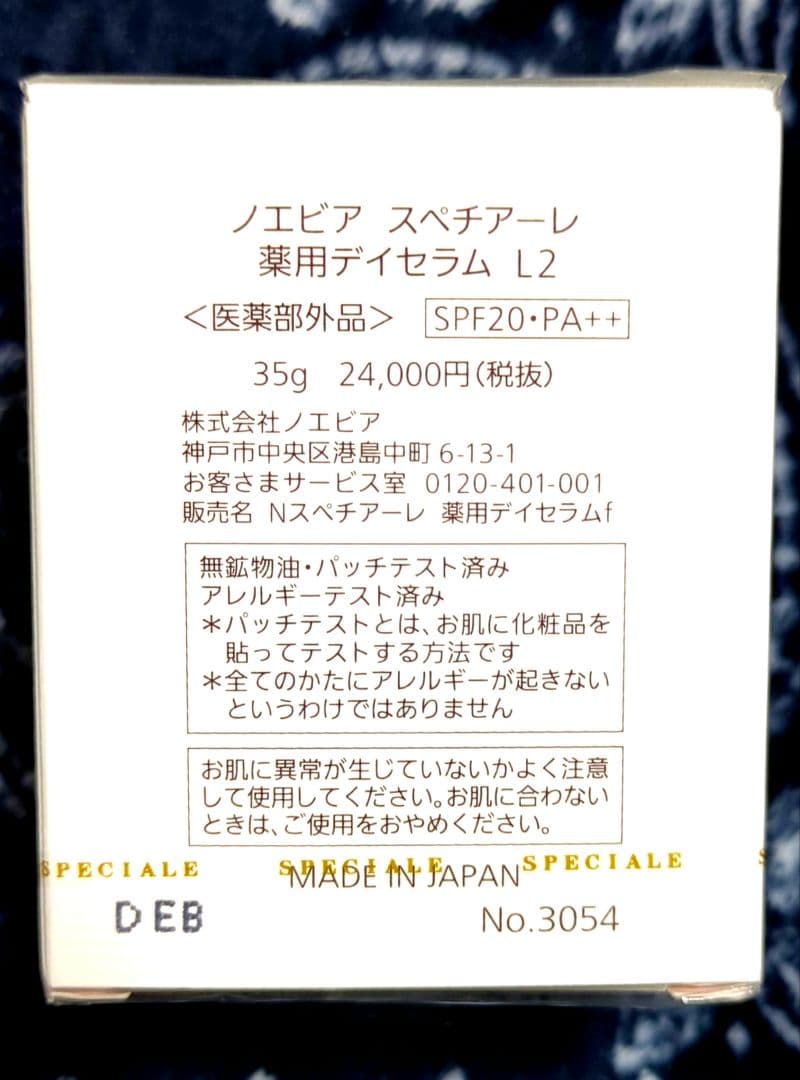 ノエビア スペチアーレ
薬用デイセラム L2
＜医薬部外品＞ SPF20・PA++
35g 24,000円(税抜)
株式会社ノエビア
神戸市中央区港島中町6-13-1
お客さまサービス室 0120-401-001
販売名 Nスペチアーレ 薬用デイセラムf
無鉱物油・パッチテスト済み
アレルギーテスト済み
＊パッチテストとは、お肌に化粧品を
貼ってテストする方法です
＊全てのかたにアレルギーが起きない
というわけではありません
お肌に異常が生じていないかよく注意
して使用してください。お肌に合わない
ときは、ご使用をおやめください。
SPECIALE SPECIALE SPECIALE S
MADE IN JAPAN
DEB No.3054